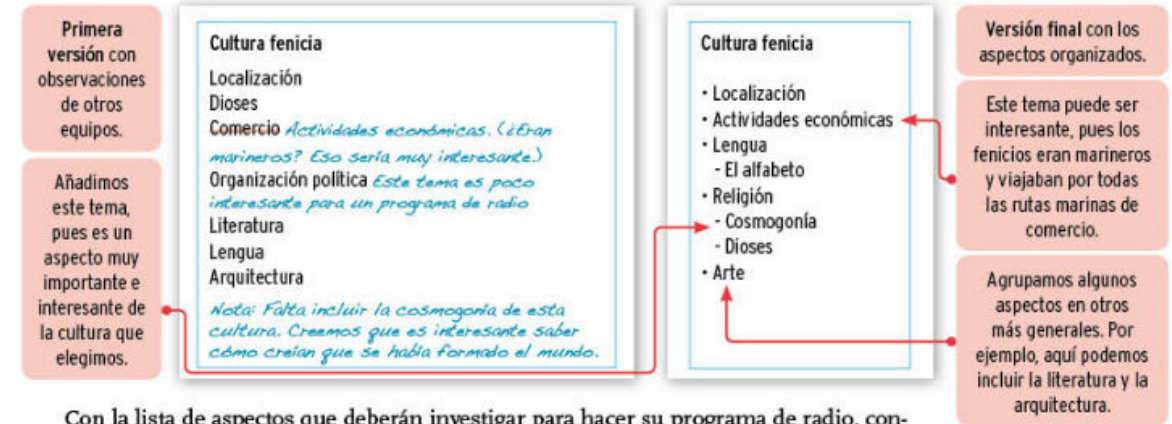 Primera
versión con
observaciones
de otros
equipos.
Añadimos
este tema,
pues es un
aspecto muy
importante e
interesante de
la cultura que
elegimos.
Cultura fenicia
Localización
Dioses
Comercio Actividades económicas. (¿Eran
marineros? Eso sería muy interesante.)
Organización política Este tema es poco
interesante para un programa de radio
Literatura
Lengua
Arquitectura
Nota: Falta incluir la cosmogonía de esta
cultura. Creemos que es interesante saber
cómo creían que se había formado el mundo.
Cultura fenicia
• Localización
• Actividades económicas
• Lengua
- El alfabeto
• Religión
- Cosmogonía
- Dioses
• Arte
Versión final con los
aspectos organizados.
Este tema puede ser
interesante, pues los
fenicios eran marineros
y viajaban por todas
las rutas marinas de
comercio.
Agrupamos algunos
aspectos en otros
más generales. Por
ejemplo, aquí podemos
incluir la literatura y la
arquitectura.
Con la lista de aspectos que deberán investigar para hacer su programa de radio, con-